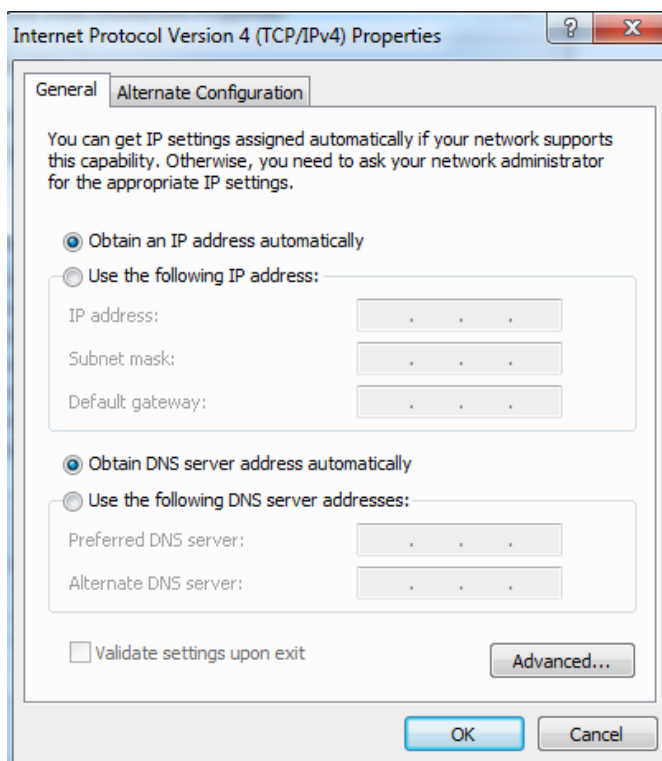 Internet Protocol Version 4 (TCP/IPv4) Properties
? X
General Alternate Configuration
You can get IP settings assigned automatically if your network supports
this capability. Otherwise, you need to ask your network administrator
for the appropriate IP settings.
Obtain an IP address automatically
Use the following IP address:
IP address: . . .
Subnet mask: . . .
Default gateway: . . .
Obtain DNS server address automatically
Use the following DNS server addresses:
Preferred DNS server: . . .
Alternate DNS server: . . .
Validate settings upon exit
Advanced...
OK Cancel